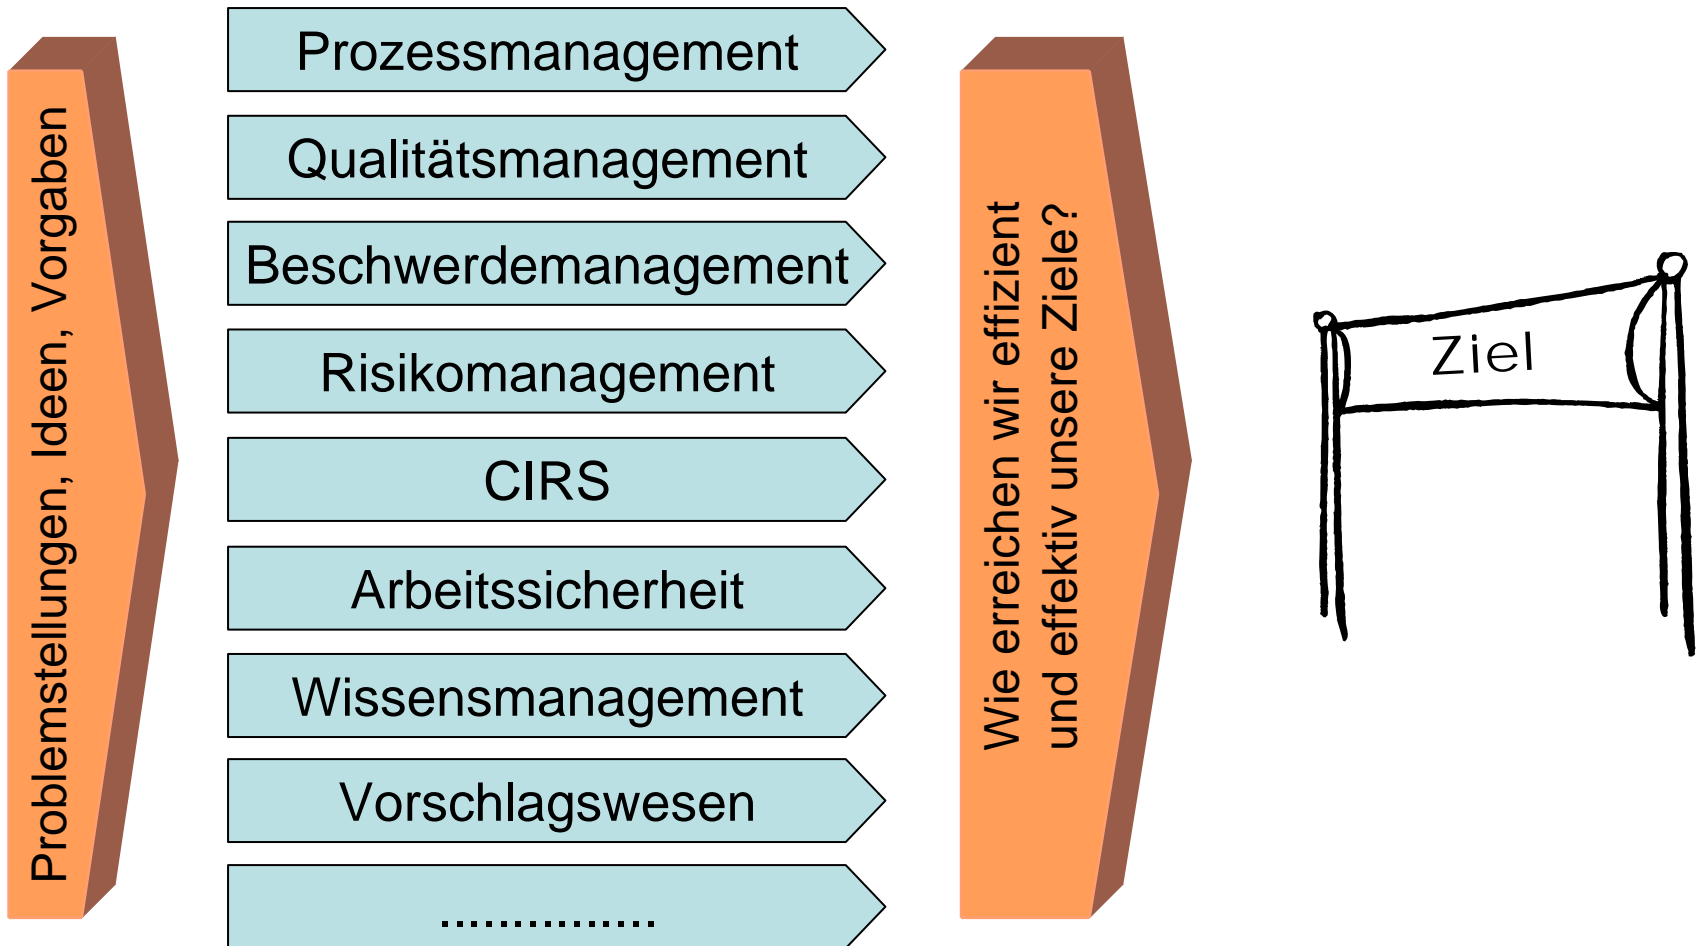 Problemstellungen, Ideen, Vorgaben
Prozessmanagement
Qualitätsmanagement
Beschwerdemanagement
Risikomanagement
CIRS
Arbeitssicherheit
Wissensmanagement
Vorschlagswesen
...............
Wie erreichen wir effizient
und effektiv unsere Ziele?
Ziel